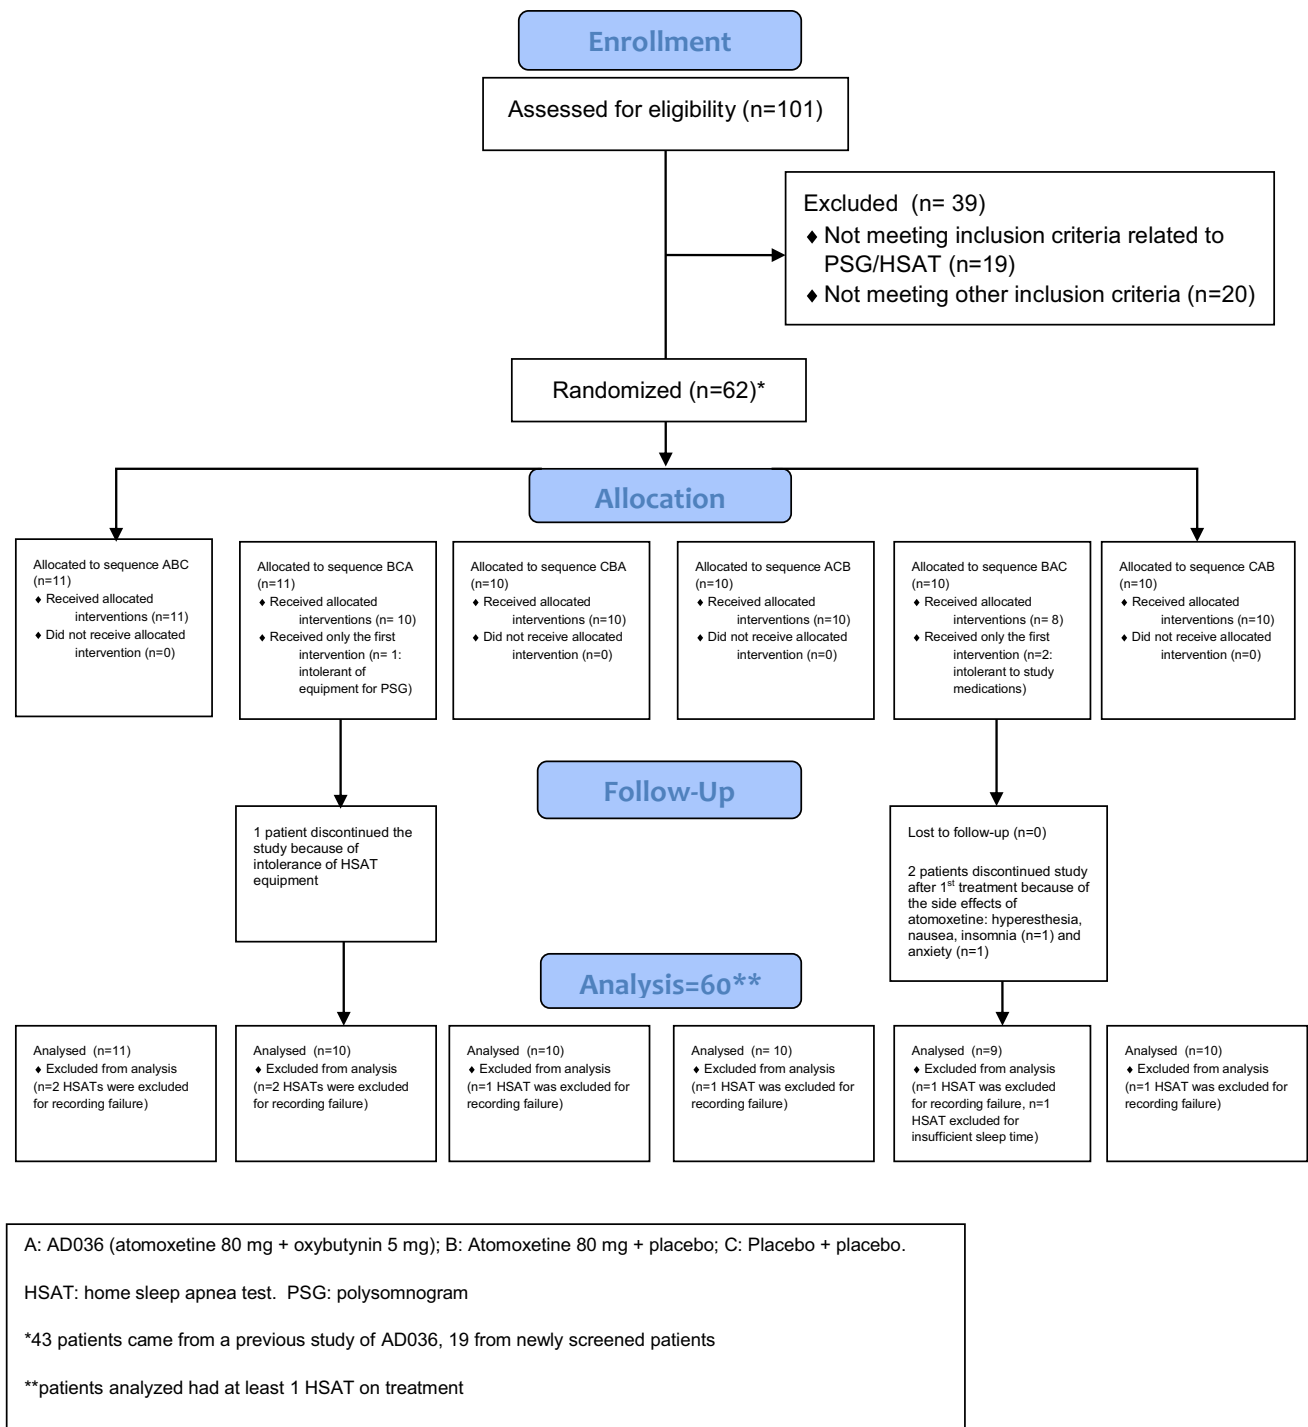 Enrollment
Assessed for eligibility (n=101)
Excluded (n= 39)
♦ Not meeting inclusion criteria related to
PSG/HSAT (n=19)
♦ Not meeting other inclusion criteria (n=20)
Randomized (n=62)*
Allocation
Allocated to sequence ABC
(n=11)
♦ Received allocated
interventions (n=11)
♦ Did not receive allocated
intervention (n=0)
Allocated to sequence BCA
(n=11)
♦ Received allocated
interventions (n= 10)
♦ Received only the first
intervention (n= 1:
intolerant of
equipment for PSG)
Allocated to sequence CBA
(n=10)
♦ Received allocated
interventions (n=10)
♦ Did not receive allocated
intervention (n=0)
Allocated to sequence ACB
(n=10)
♦ Received allocated
interventions (n=10)
♦ Did not receive allocated
intervention (n=0)
Allocated to sequence BAC
(n=10)
♦ Received allocated
interventions (n= 8)
♦ Received only the first
intervention (n=2:
intolerant to study
medications)
Allocated to sequence CAB
(n=10)
♦ Received allocated
interventions (n=10)
♦ Did not receive allocated
intervention (n=0)
Follow-Up
1 patient discontinued the
study because of
intolerance of HSAT
equipment
Lost to follow-up (n=0)
2 patients discontinued study
after 1st treatment because of
the side effects of
atomoxetine: hyperesthesia,
nausea, insomnia (n=1) and
anxiety (n=1)
Analysis=60**
Analysed (n=11)
♦ Excluded from analysis
(n=2 HSATs were excluded
for recording failure)
Analysed (n=10)
♦ Excluded from analysis
(n=2 HSATs were excluded
for recording failure)
Analysed (n=10)
♦ Excluded from analysis
(n=1 HSAT was excluded for
recording failure)
Analysed (n= 10)
♦ Excluded from analysis
(n=1 HSAT was excluded for
recording failure)
Analysed (n=9)
♦ Excluded from analysis
(n=1 HSAT was excluded
for recording failure, n=1
HSAT excluded for
insufficient sleep time)
Analysed (n=10)
♦ Excluded from analysis
(n=1 HSAT was excluded for
recording failure)
A: AD036 (atomoxetine 80 mg + oxybutynin 5 mg); B: Atomoxetine 80 mg + placebo; C: Placebo + placebo.
HSAT: home sleep apnea test. PSG: polysomnogram
*43 patients came from a previous study of AD036, 19 from newly screened patients
**patients analyzed had at least 1 HSAT on treatment